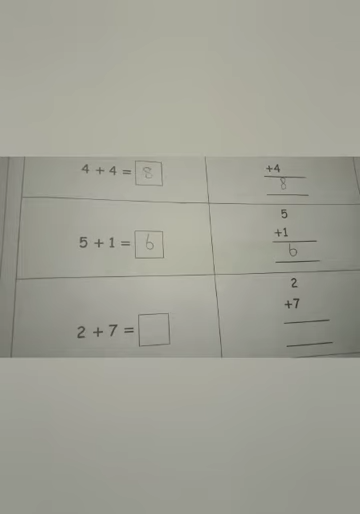 4 + 4 = 8
+4
8
5 + 1 = 6
5
+1
6
2 + 7 =
2
+7